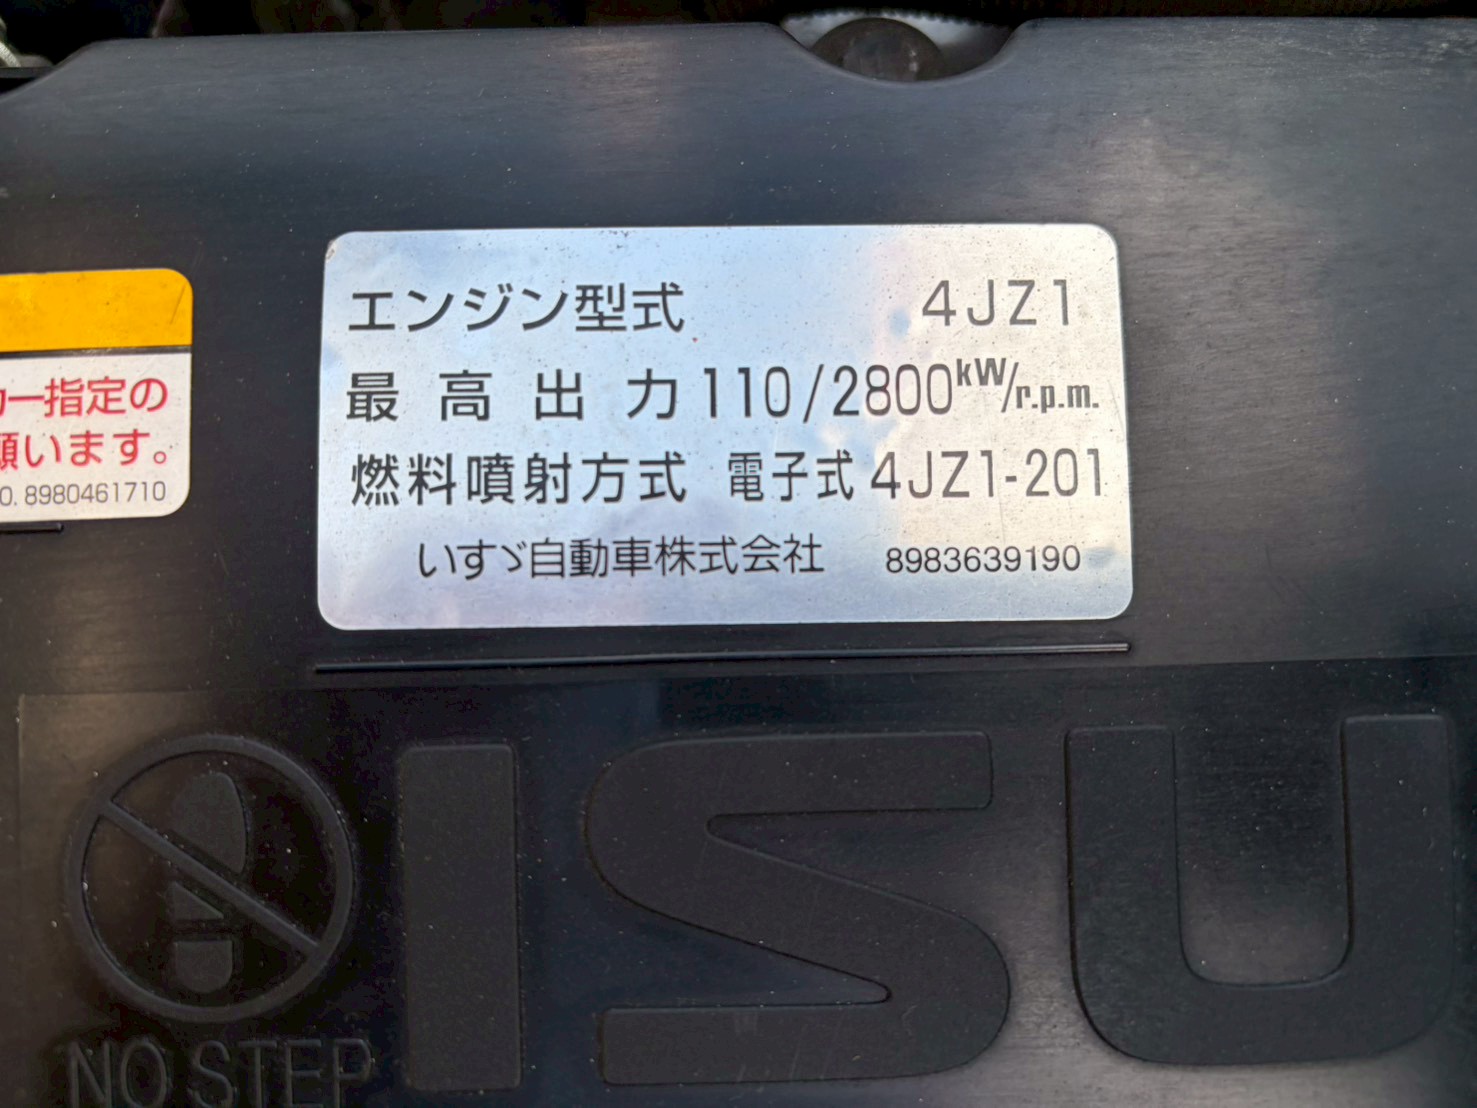 エンジン型式 4JZ1
最高出力 110/2800kW/r.p.m.
燃料噴射方式 電子式 4JZ1-201
いすゞ自動車株式会社 8983639190
カー指定の
願います。
O. 8980461710
ISU
NO STEP